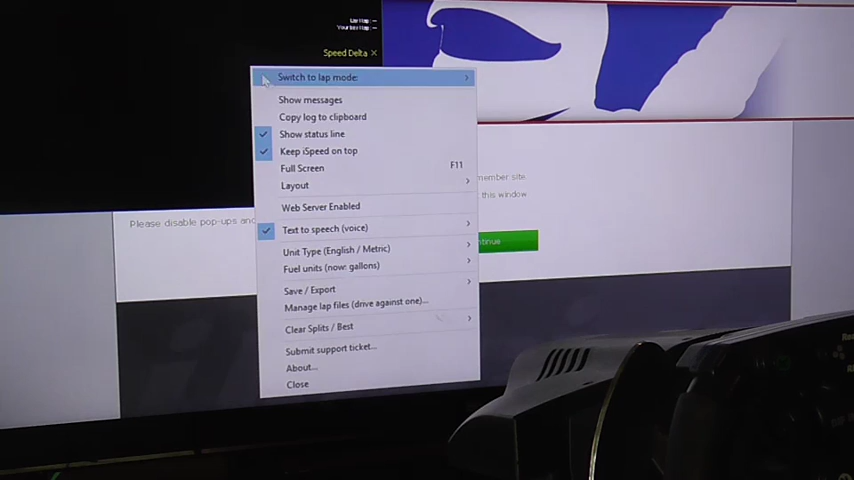 Your last lap: --
Speed Delta ×
Switch to lap mode:
Show messages
Copy log to clipboard
Show status line
Keep iSpeed on top
Full Screen F11
Layout
Web Server Enabled
Text to speech (voice)
Unit Type (English / Metric)
Fuel units (now: gallons)
Save / Export
Manage lap files (drive against one)...
Clear Splits / Best
Submit support ticket...
About...
Close
member site.
this window
Please disable pop-ups and